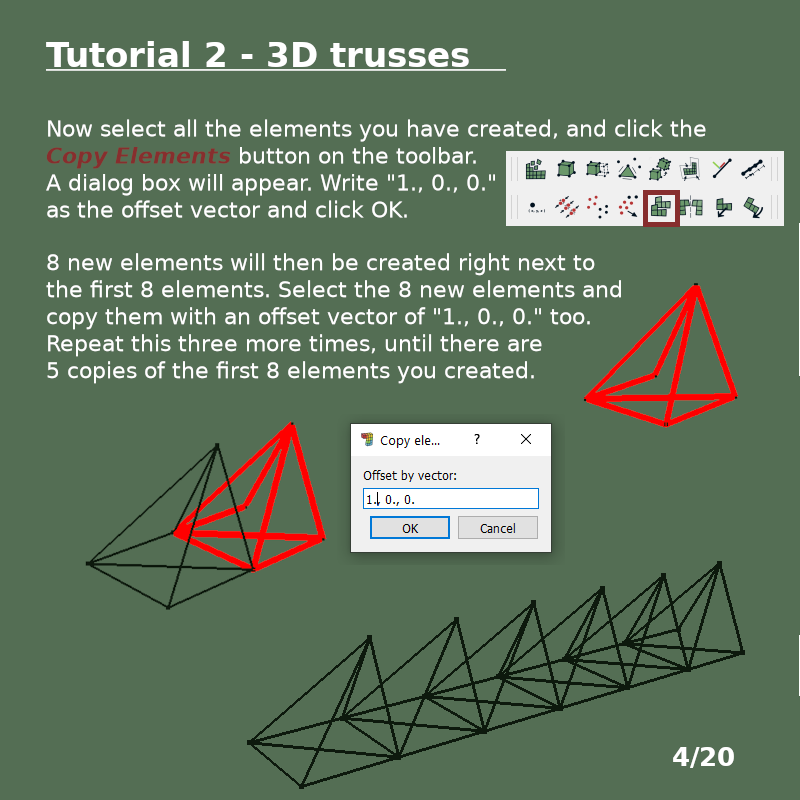 Tutorial 2 - 3D trusses
Now select all the elements you have created, and click the
Copy Elements button on the toolbar.
A dialog box will appear. Write "1., 0., 0."
as the offset vector and click OK.
8 new elements will then be created right next to
the first 8 elements. Select the 8 new elements and
copy them with an offset vector of "1., 0., 0." too.
Repeat this three more times, until there are
5 copies of the first 8 elements you created.
Copy ele... ?
Offset by vector:
1., 0., 0.
OK Cancel
4/20